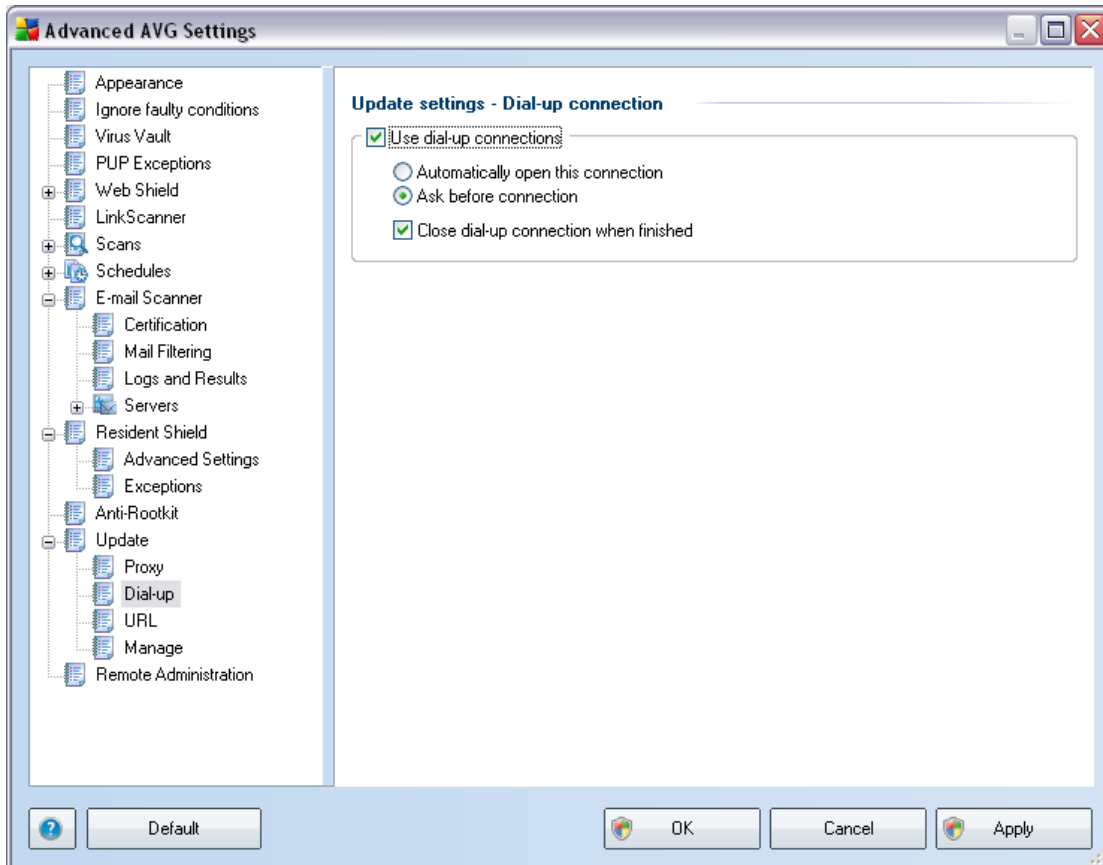 Advanced AVG Settings
Appearance
Ignore faulty conditions
Virus Vault
PUP Exceptions
Web Shield
LinkScanner
Scans
Schedules
E-mail Scanner
Certification
Mail Filtering
Logs and Results
Servers
Resident Shield
Advanced Settings
Exceptions
Anti-Rootkit
Update
Proxy
Dial-up
URL
Manage
Remote Administration
Update settings - Dial-up connection
Use dial-up connections
Automatically open this connection
Ask before connection
Close dial-up connection when finished
Default
OK
Cancel
Apply